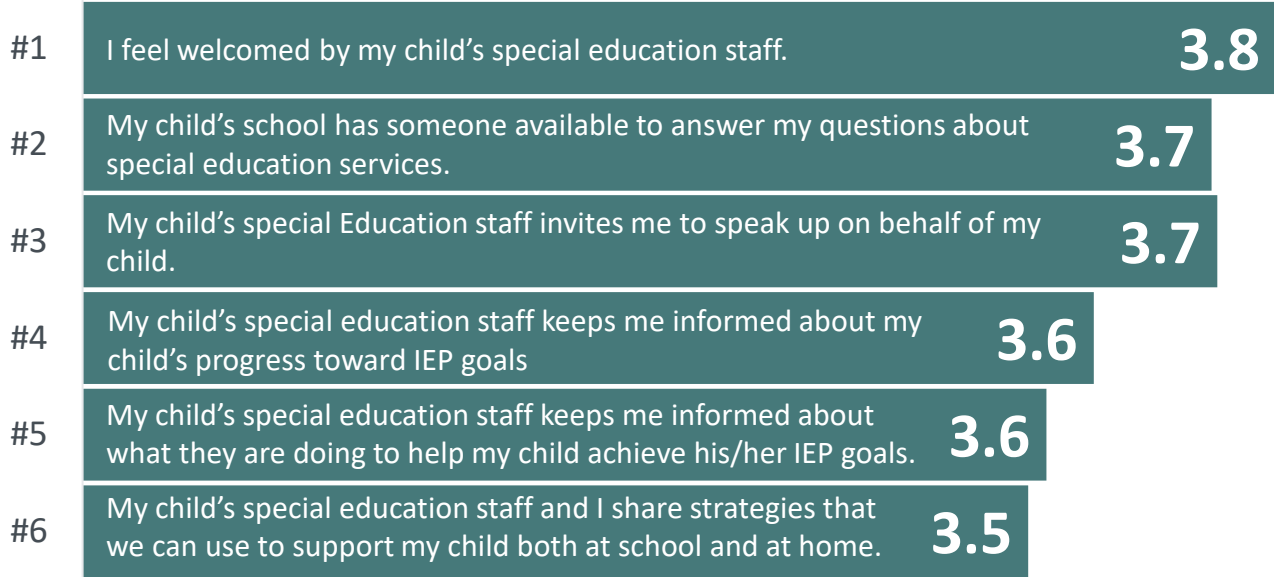 #1
I feel welcomed by my child’s special education staff.
3.8
#2
My child’s school has someone available to answer my questions about
special education services.
3.7
#3
My child’s special Education staff invites me to speak up on behalf of my
child.
3.7
#4
My child’s special education staff keeps me informed about my
child’s progress toward IEP goals
3.6
#5
My child’s special education staff keeps me informed about
what they are doing to help my child achieve his/her IEP goals.
3.6
#6
My child’s special education staff and I share strategies that
we can use to support my child both at school and at home.
3.5